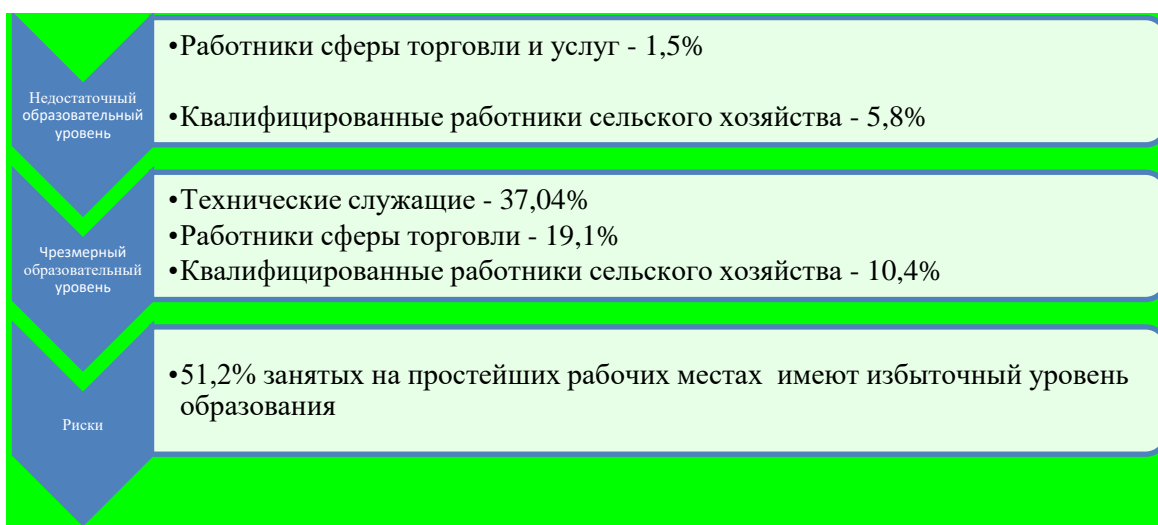 Недостаточный
образовательный
уровень
•Работники сферы торговли и услуг - 1,5%
•Квалифицированные работники сельского хозяйства - 5,8%
Чрезмерный
образовательный
уровень
•Технические служащие - 37,04%
•Работники сферы торговли - 19,1%
•Квалифицированные работники сельского хозяйства - 10,4%
Риски
•51,2% занятых на простейших рабочих местах  имеют избыточный уровень
образования